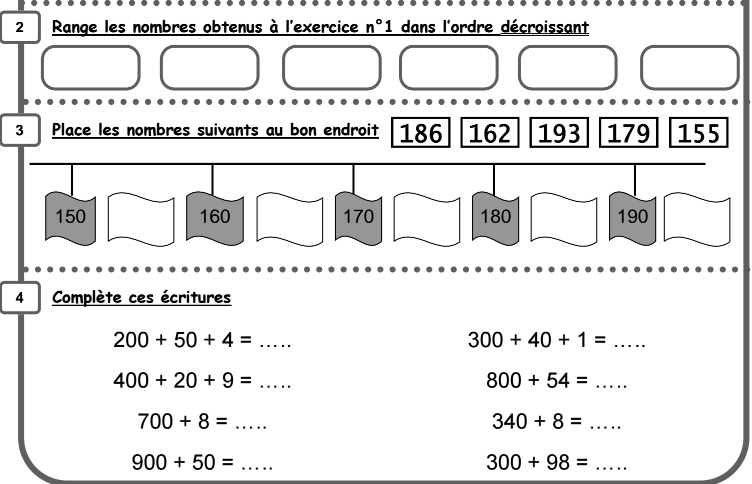 2 Range les nombres obtenus à l'exercice n°1 dans l'ordre décroissant
3 Place les nombres suivants au bon endroit 186 162 193 179 155
150 160 170 180 190
4 Complète ces écritures
200 + 50 + 4 = ….. 300 + 40 + 1 = …..
400 + 20 + 9 = ….. 800 + 54 = …..
700 + 8 = ….. 340 + 8 = …..
900 + 50 = ….. 300 + 98 = …..